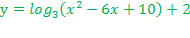 y = log₃(x² − 6x + 10) + 2